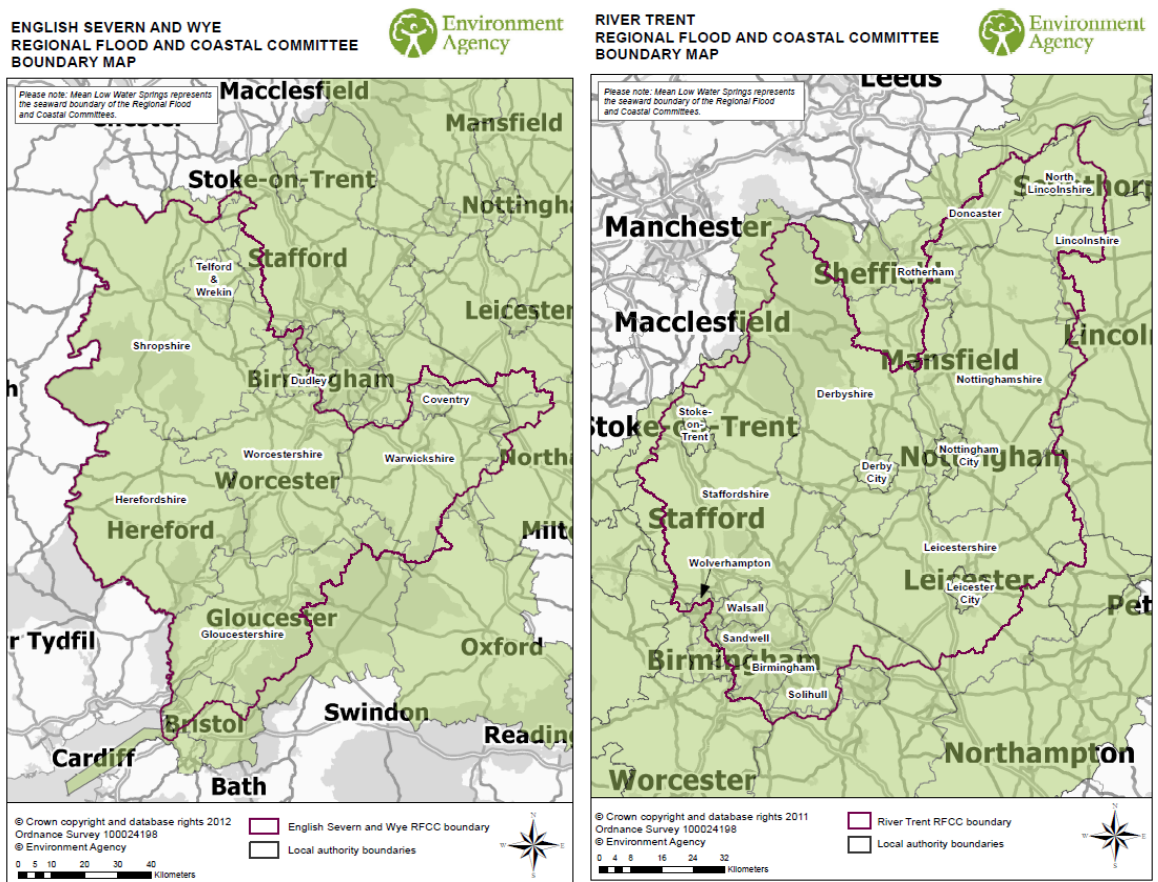 ENGLISH SEVERN AND WYE
REGIONAL FLOOD AND COASTAL COMMITTEE
BOUNDARY MAP
Environment
Agency
Please note: Mean Low Water Springs represents
the seaward boundary of the Regional Flood
and Coastal Committees.
Macclesfield
Mansfield
Stoke-on-Trent
Stafford
Telford
&
Wrekin
Shropshire
Birmingham
Dudley
Coventry
Worcestershire
Warwickshire
Worcester
Herefordshire
Hereford
Gloucester
Gloucestershire
r Tydfil
Oxford
Bristol
Swindon
Cardiff
Bath
© Crown copyright and database rights 2012
Ordnance Survey 100024198
© Environment Agency
0 5 10 20 30 40
Kilometers
English Severn and Wye RFCC boundary
Local authority boundaries
N
E
S
W
RIVER TRENT
REGIONAL FLOOD AND COASTAL COMMITTEE
BOUNDARY MAP
Environment
Agency
Please note: Mean Low Water Springs represents
the seaward boundary of the Regional Flood
and Coastal Committees.
Leeds
North
Lincolnshire
Doncaster
Manchester
Lincolnshire
Sheffield
Rotherham
Macclesfield
Mansfield
Nottinghamshire
Derbyshire
Stoke-
on-
Trent
Stoke-on-Trent
Nottingham
Nottingham
City
Derby
City
Staffordshire
Stafford
Leicestershire
Wolverhampton
Leicester
Leicester
City
Walsall
Sandwell
Birmingham
Birmingham
Solihull
Northampton
Worcester
© Crown copyright and database rights 2011
Ordnance Survey 100024198
© Environment Agency
0 4 8 16 24 32
Kilometers
River Trent RFCC boundary
Local authority boundaries
N
E
S
W